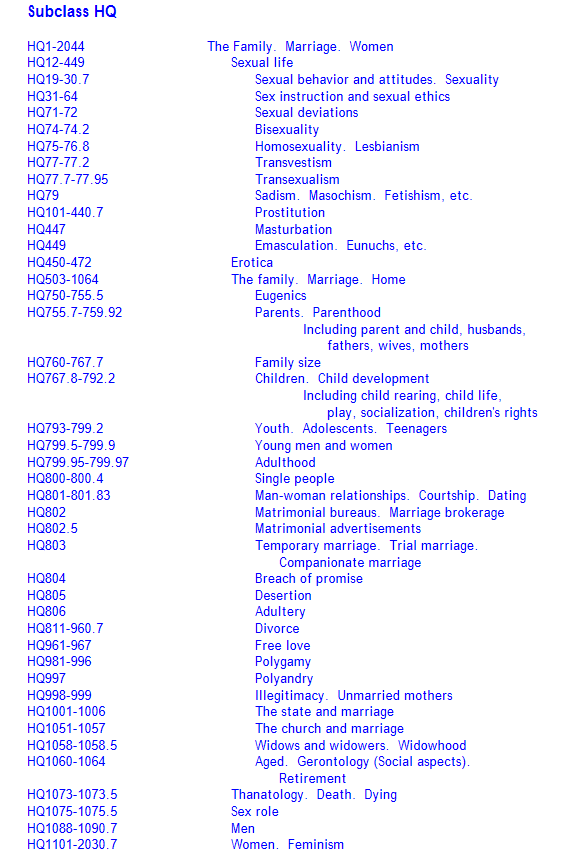 Subclass HQ
HQ1-2044 The Family. Marriage. Women
HQ12-449 Sexual life
HQ19-30.7 Sexual behavior and attitudes. Sexuality
HQ31-64 Sex instruction and sexual ethics
HQ71-72 Sexual deviations
HQ74-74.2 Bisexuality
HQ75-76.8 Homosexuality. Lesbianism
HQ77-77.2 Transvestism
HQ77.7-77.95 Transexualism
HQ79 Sadism. Masochism. Fetishism, etc.
HQ101-440.7 Prostitution
HQ447 Masturbation
HQ449 Emasculation. Eunuchs, etc.
HQ450-472 Erotica
HQ503-1064 The family. Marriage. Home
HQ750-755.5 Eugenics
HQ755.7-759.92 Parents. Parenthood
Including parent and child, husbands,
fathers, wives, mothers
HQ760-767.7 Family size
HQ767.8-792.2 Children. Child development
Including child rearing, child life,
play, socialization, children's rights
HQ793-799.2 Youth. Adolescents. Teenagers
HQ799.5-799.9 Young men and women
HQ799.95-799.97 Adulthood
HQ800-800.4 Single people
HQ801-801.83 Man-woman relationships. Courtship. Dating
HQ802 Matrimonial bureaus. Marriage brokerage
HQ802.5 Matrimonial advertisements
HQ803 Temporary marriage. Trial marriage.
Companionate marriage
HQ804 Breach of promise
HQ805 Desertion
HQ806 Adultery
HQ811-960.7 Divorce
HQ961-967 Free love
HQ981-996 Polygamy
HQ997 Polyandry
HQ998-999 Illegitimacy. Unmarried mothers
HQ1001-1006 The state and marriage
HQ1051-1057 The church and marriage
HQ1058-1058.5 Widows and widowers. Widowhood
HQ1060-1064 Aged. Gerontology (Social aspects).
Retirement
HQ1073-1073.5 Thanatology. Death. Dying
HQ1075-1075.5 Sex role
HQ1088-1090.7 Men
HQ1101-2030.7 Women. Feminism